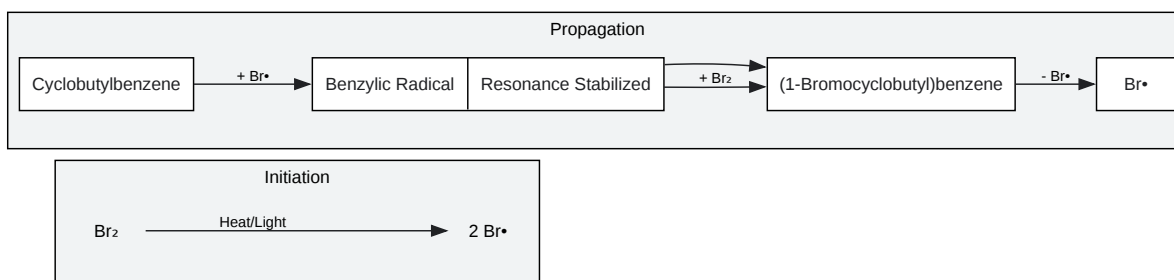 Propagation
Cyclobutylbenzene
+ Br•
Benzylic Radical
Resonance Stabilized
+ Br₂
(1-Bromocyclobutyl)benzene
- Br•
Br•
Initiation
Br₂
Heat/Light
2 Br•